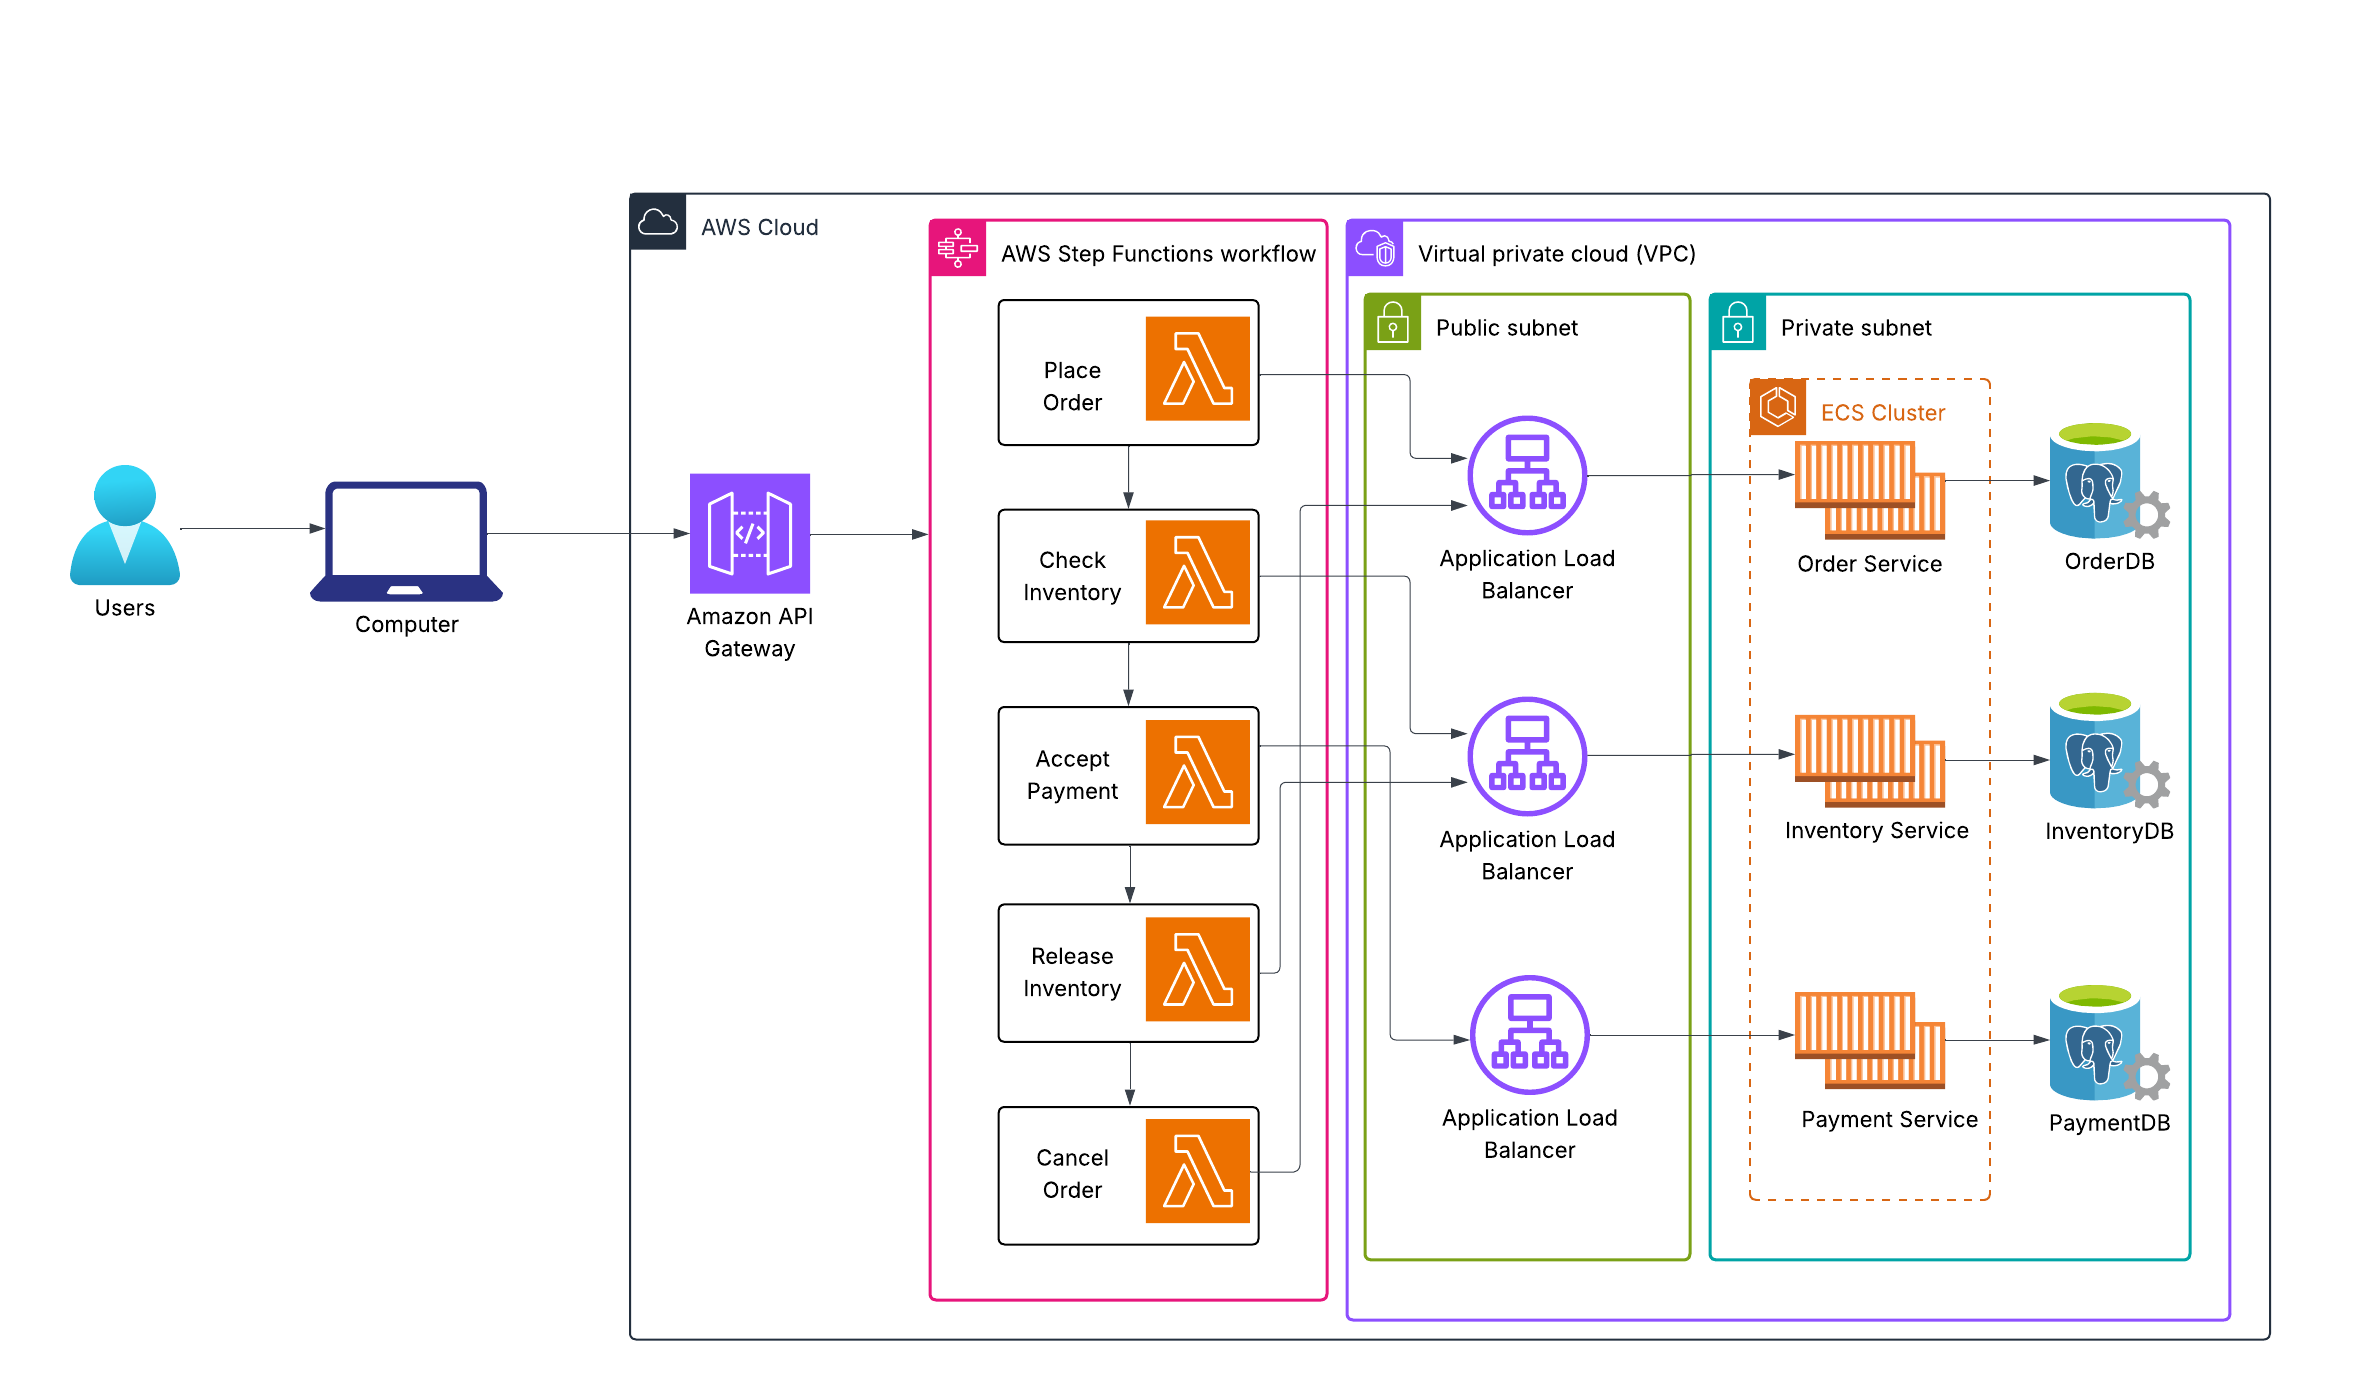 AWS Cloud
AWS Step Functions workflow
Virtual private cloud (VPC)
Public subnet
Private subnet
Place
Order
ECS Cluster
Check
Inventory
Application Load
Balancer
Order Service
OrderDB
Users
Computer
Amazon API
Gateway
</>
Accept
Payment
Application Load
Balancer
Inventory Service
InventoryDB
Release
Inventory
Cancel
Order
Application Load
Balancer
Payment Service
PaymentDB